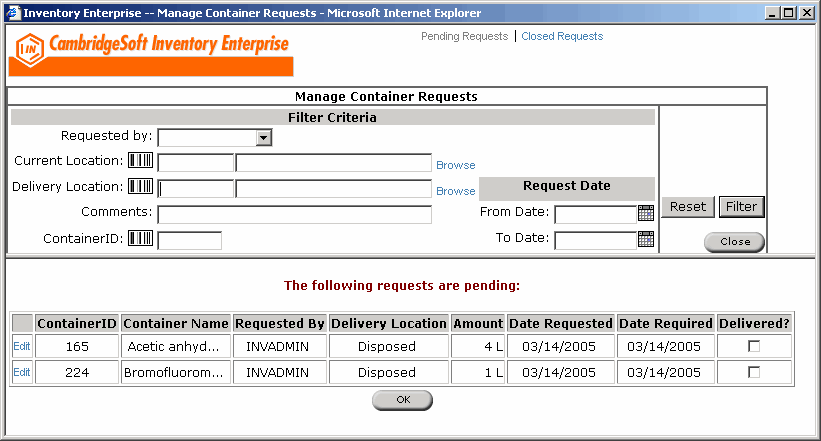 Inventory Enterprise -- Manage Container Requests - Microsoft Internet Explorer
IN CambridgeSoft Inventory Enterprise
Pending Requests | Closed Requests
Manage Container Requests
Filter Criteria
Requested by:
Current Location: Browse
Delivery Location: Browse Request Date
Comments: From Date: Reset Filter
ContainerID: To Date: Close
The following requests are pending:
ContainerID Container Name Requested By Delivery Location Amount Date Requested Date Required Delivered?
Edit 165 Acetic anhyd... INVADMIN Disposed 4 L 03/14/2005 03/14/2005
Edit 224 Bromofluorom... INVADMIN Disposed 1 L 03/14/2005 03/14/2005
OK